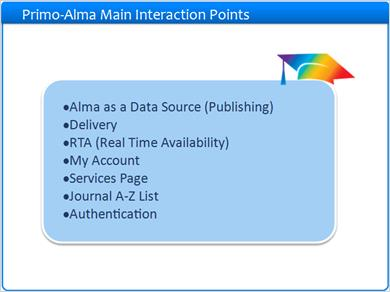 Primo-Alma Main Interaction Points
•Alma as a Data Source (Publishing)
•Delivery
•RTA (Real Time Availability)
•My Account
•Services Page
•Journal A-Z List
•Authentication